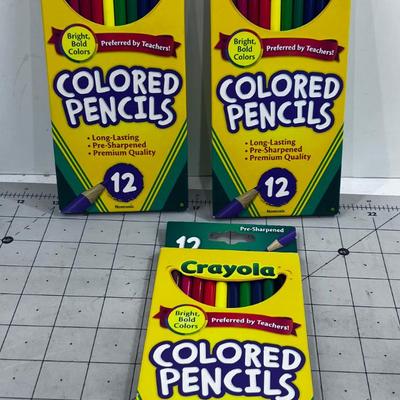 Bright,
Bold
Colors
Preferred by Teachers!
COLORED
PENCILS
• Long-Lasting
• Pre-Sharpened
• Premium Quality
12
Nontoxic
Bright,
Bold
Colors
Preferred by Teachers!
COLORED
PENCILS
• Long-Lasting
• Pre-Sharpened
• Premium Quality
12
Nontoxic
12
Pre-Sharpened
Crayola
Bright,
Bold
Colors
Preferred by Teachers!
COLORED
PENCILS